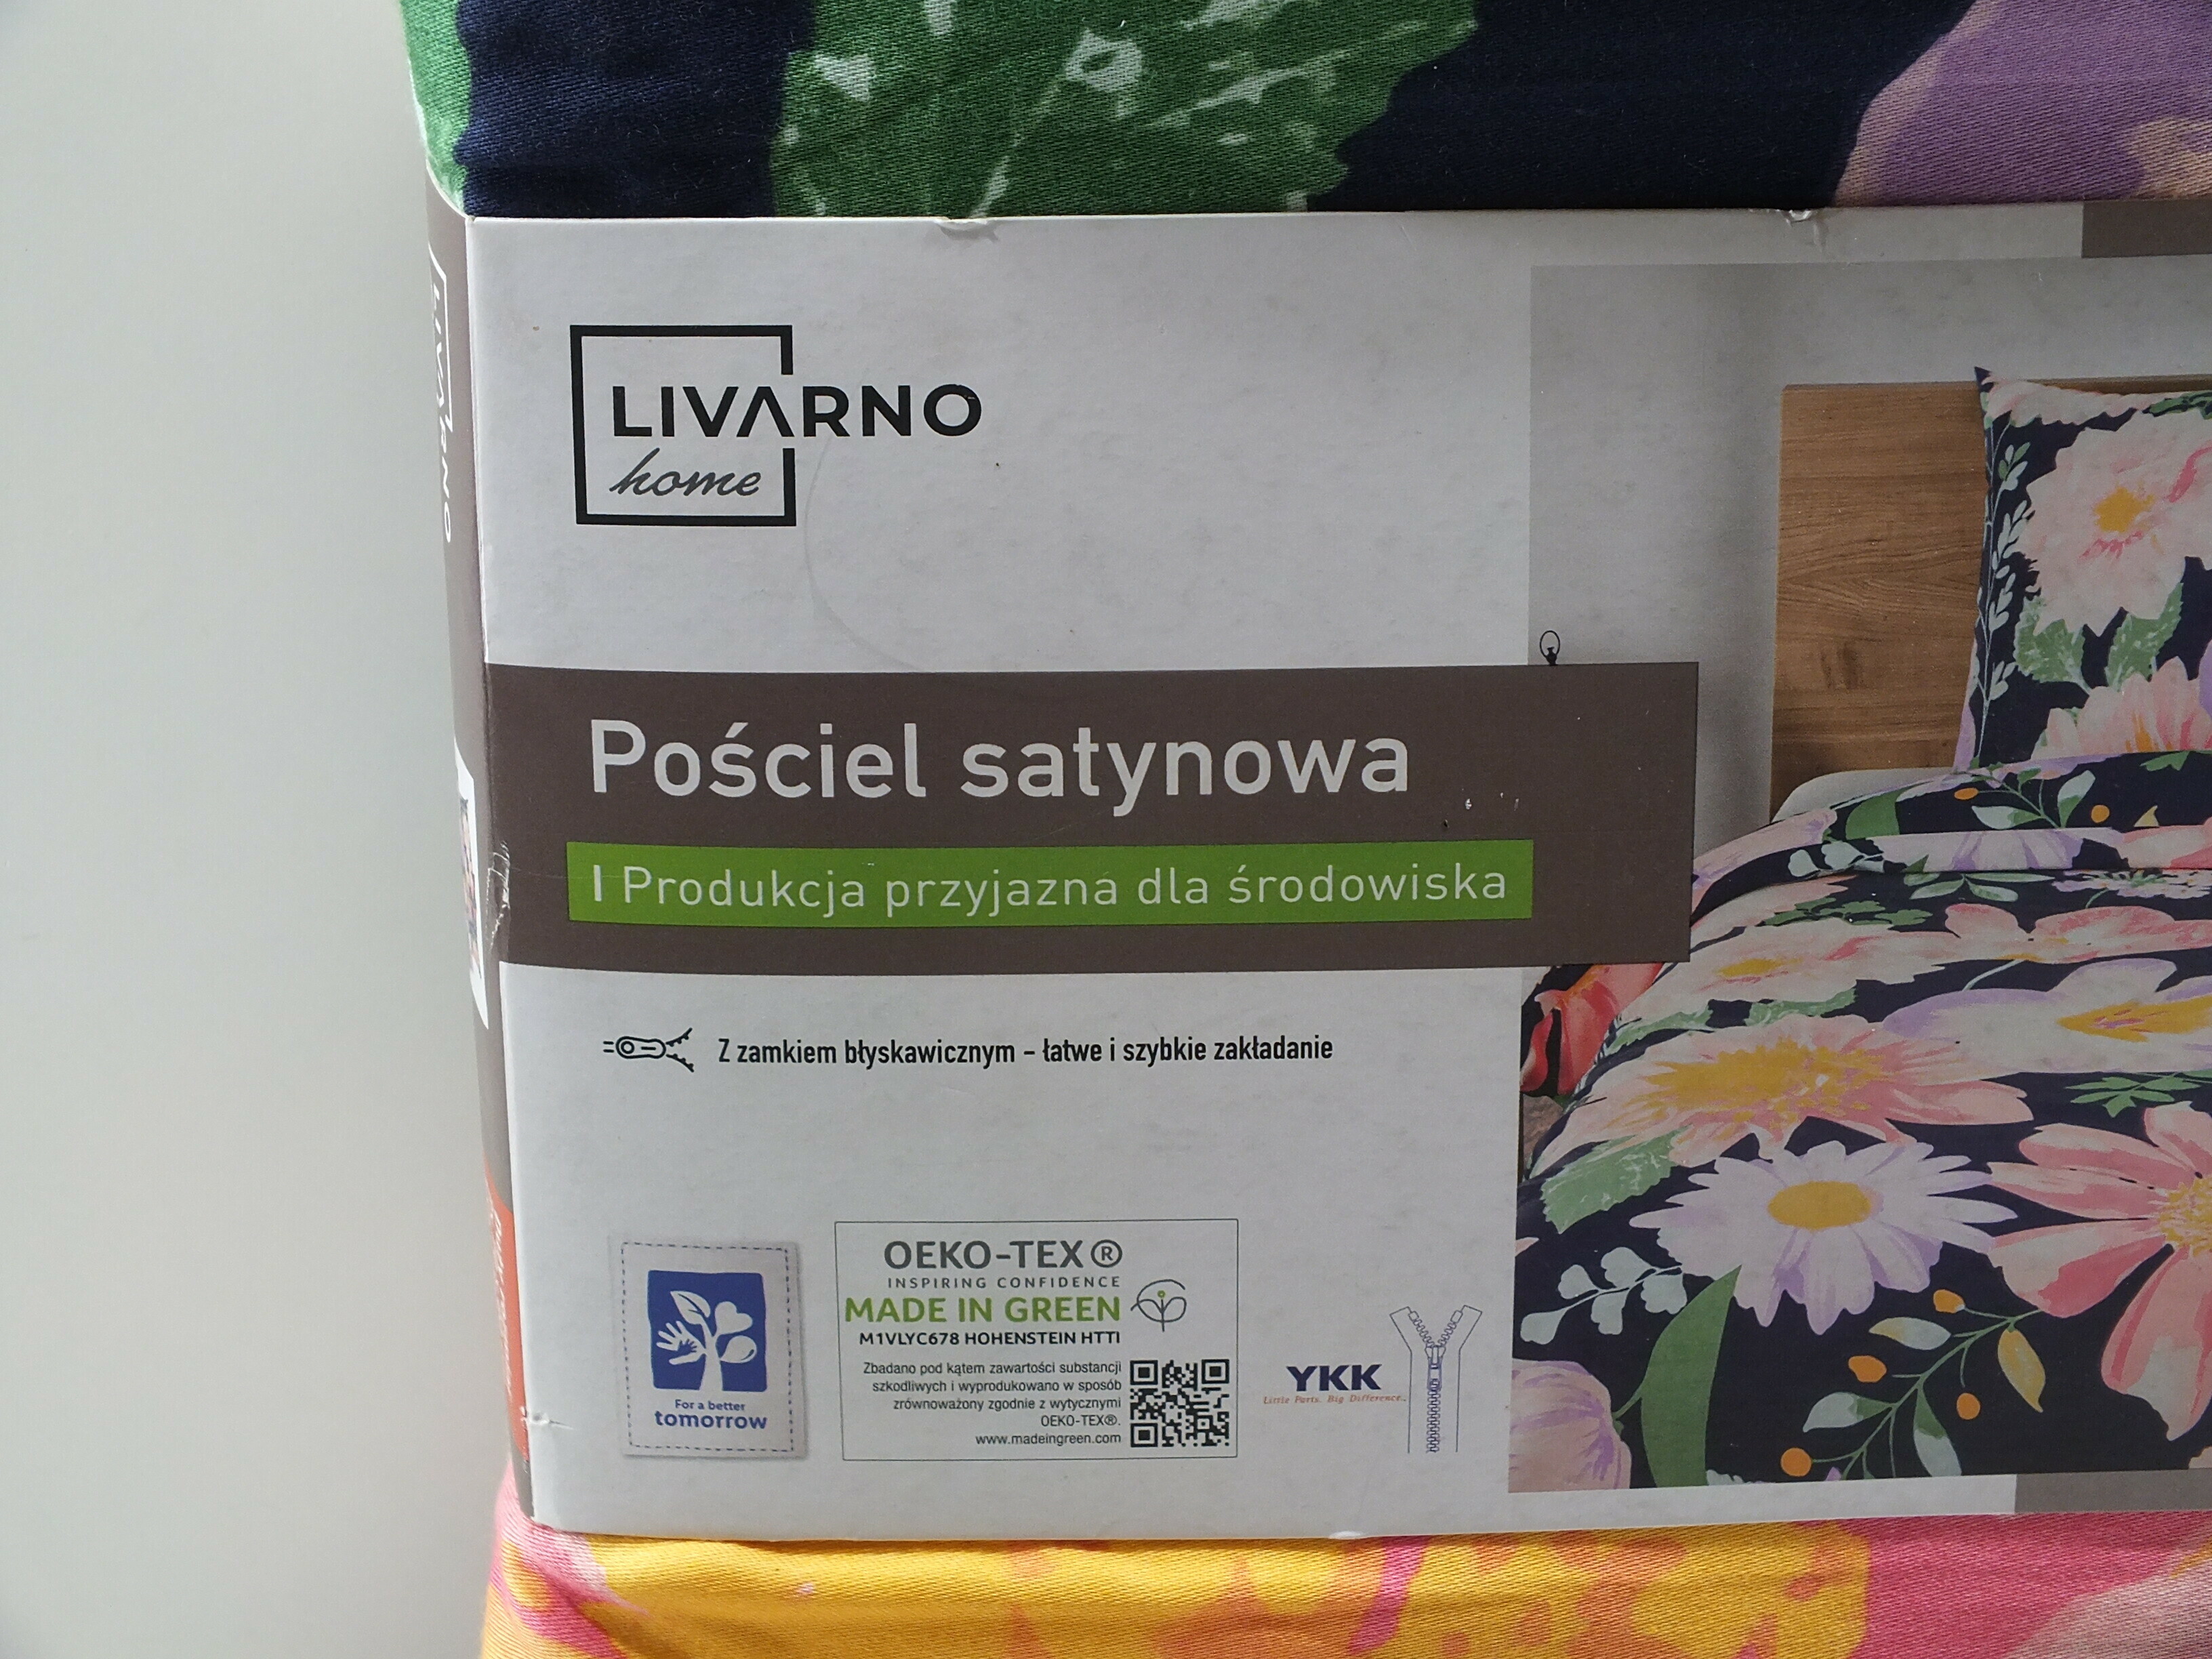 LIVARNO
home
LIVARNO
Pościel satynowa
I Produkcja przyjazna dla środowiska
Z zamkiem błyskawicznym – łatwe i szybkie zakładanie
For a better
tomorrow
OEKO-TEX®
INSPIRING CONFIDENCE
MADE IN GREEN
M1VLYC678 HOHENSTEIN HTTI
Zbadano pod kątem zawartości substancji
szkodliwych i wyprodukowano w sposób
zrównoważony zgodnie z wytycznymi
OEKO-TEX®.
www.madeingreen.com
YKK
Little Parts. Big Difference.